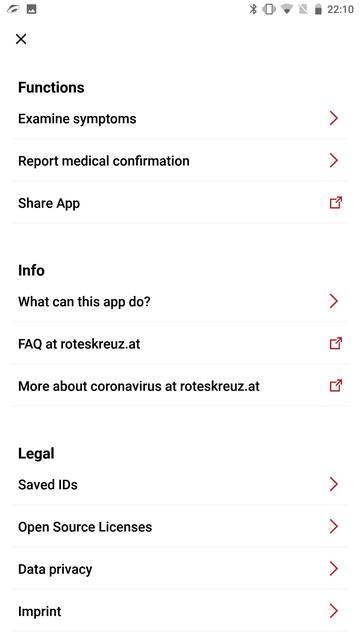 22:10
Functions
Examine symptoms
Report medical confirmation
Share App
Info
What can this app do?
FAQ at roteskreuz.at
More about coronavirus at roteskreuz.at
Legal
Saved IDs
Open Source Licenses
Data privacy
Imprint